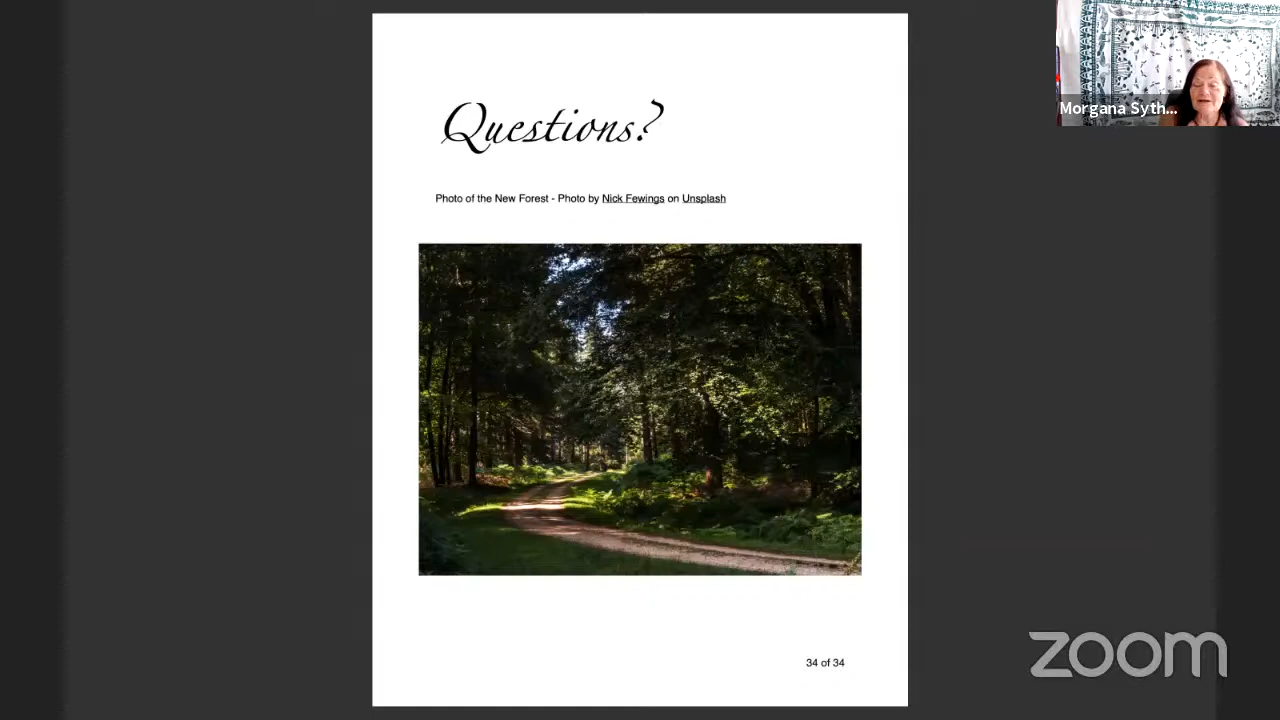 Questions?
Photo of the New Forest - Photo by Nick Fewings on Unsplash
34 of 34
Morgana Syth...
zoom